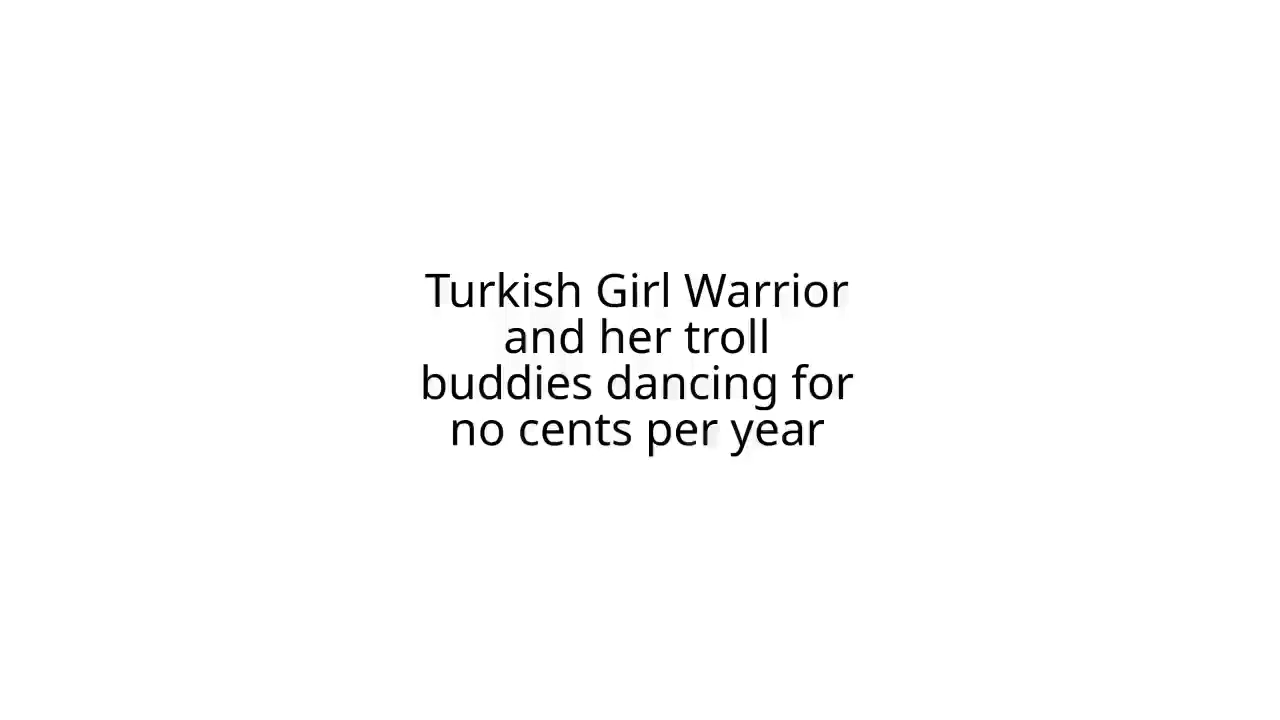 Turkish Girl Warrior
and her troll
buddies dancing for
no cents per year